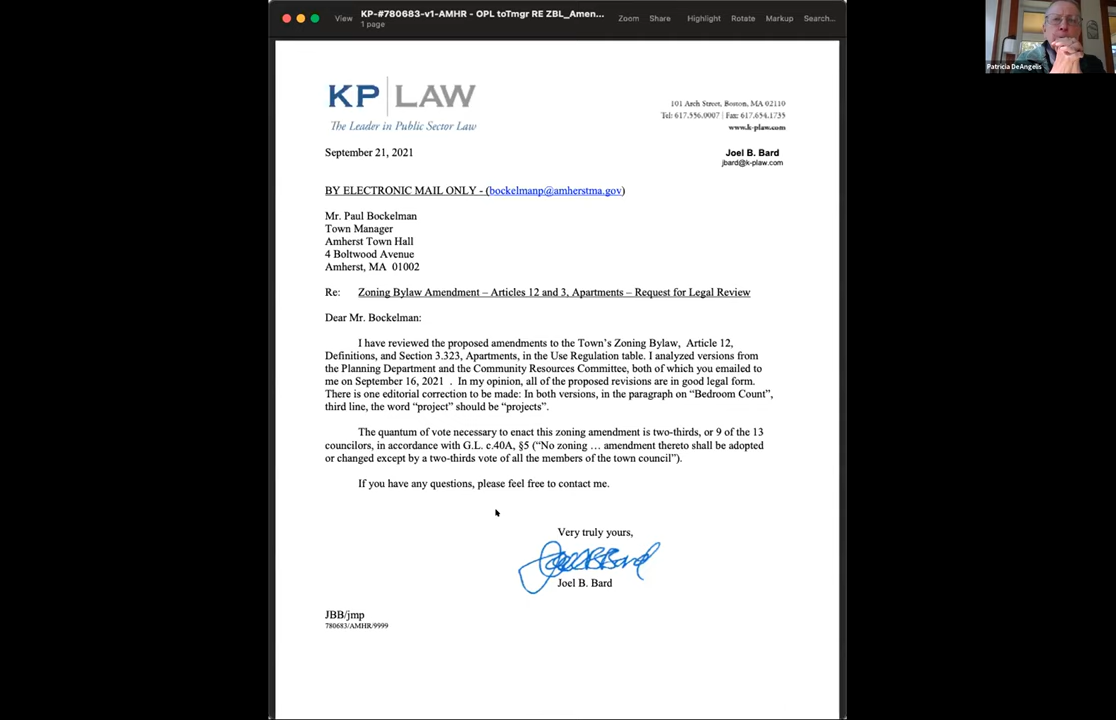 View
KP-#780683-v1-AMHR - OPL toTmgr RE ZBL_Amen...
1 page
Zoom
Share
Highlight
Rotate
Markup
Search...
Patricia DeAngelis
KP LAW
The Leader in Public Sector Law
101 Arch Street, Boston, MA 02110
Tel: 617.556.0007 | Fax: 617.654.1735
www.k-plaw.com
September 21, 2021
Joel B. Bard
jbard@k-plaw.com
BY ELECTRONIC MAIL ONLY - (bockelmanp@amherstma.gov)
Mr. Paul Bockelman
Town Manager
Amherst Town Hall
4 Boltwood Avenue
Amherst, MA 01002
Re: Zoning Bylaw Amendment – Articles 12 and 3, Apartments – Request for Legal Review
Dear Mr. Bockelman:
I have reviewed the proposed amendments to the Town’s Zoning Bylaw, Article 12,
Definitions, and Section 3.323, Apartments, in the Use Regulation table. I analyzed versions from
the Planning Department and the Community Resources Committee, both of which you emailed to
me on September 16, 2021 . In my opinion, all of the proposed revisions are in good legal form.
There is one editorial correction to be made: In both versions, in the paragraph on “Bedroom Count”,
third line, the word “project” should be “projects”.
The quantum of vote necessary to enact this zoning amendment is two-thirds, or 9 of the 13
councilors, in accordance with G.L. c.40A, §5 (“No zoning … amendment thereto shall be adopted
or changed except by a two-thirds vote of all the members of the town council”).
If you have any questions, please feel free to contact me.
Very truly yours,
Joel B Bard
Joel B. Bard
JBB/jmp
780683/AMHR/9999